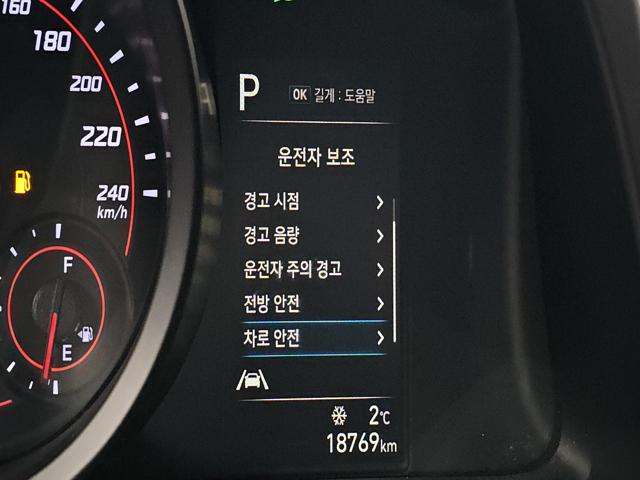 160
180
200
220
240
km/h
F
E
P
OK 길게 : 도움말
운전자 보조
경고 시점
경고 음량
운전자 주의 경고
전방 안전
차로 안전
2℃
18769km